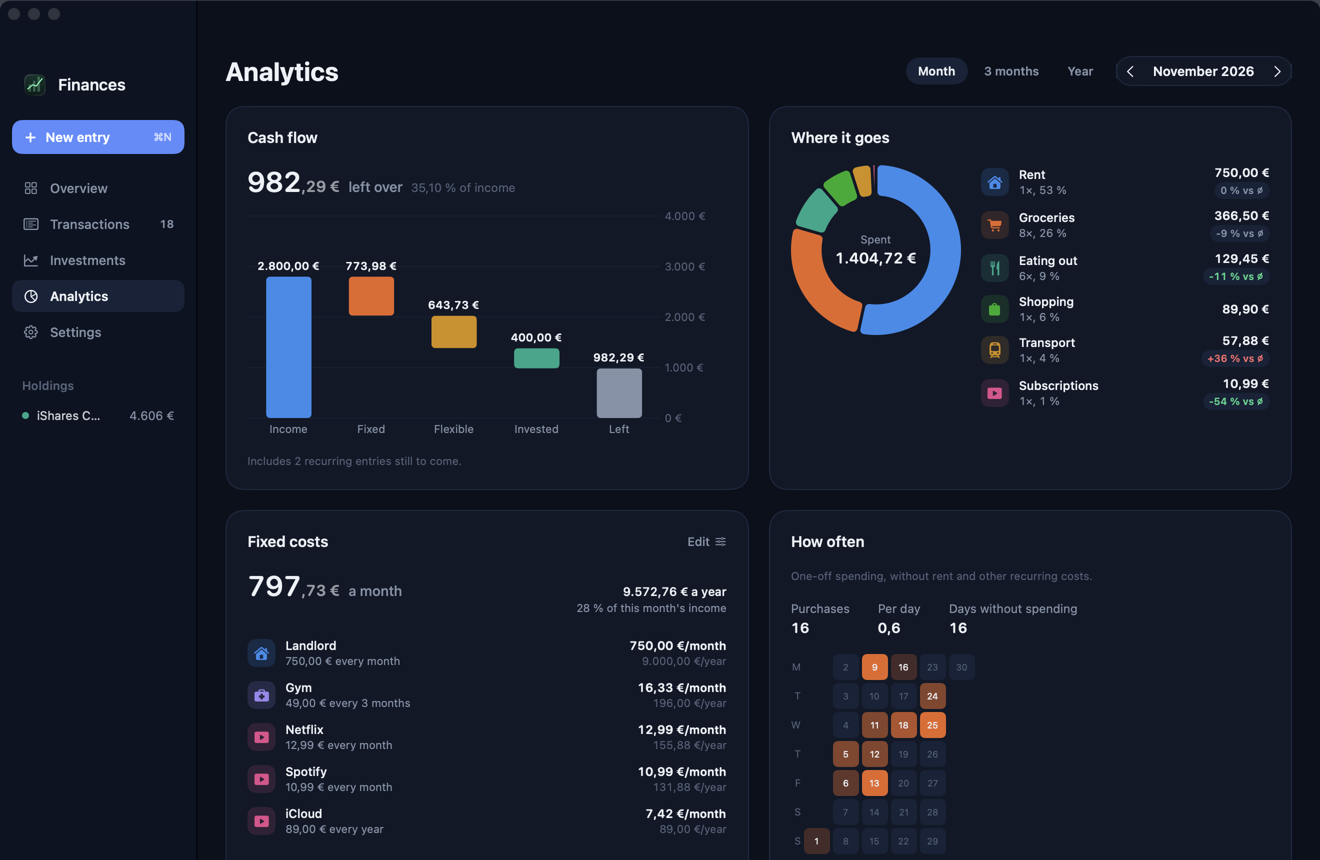 Finances
+ New entry ⌘N
Overview
Transactions 18
Investments
Analytics
Settings
Holdings
iShares C... 4.606 €
Analytics
Month 3 months Year
November 2026
Cash flow
982,29 € left over 35,10 % of income
4.000 €
3.000 €
2.000 €
1.000 €
0 €
2.800,00 €
773,98 €
643,73 €
400,00 €
982,29 €
Income Fixed Flexible Invested Left
Includes 2 recurring entries still to come.
Where it goes
Spent
1.404,72 €
Rent 750,00 €
1×, 53 % 0 % vs ø
Groceries 366,50 €
8×, 26 % -9 % vs ø
Eating out 129,45 €
6×, 9 % -11 % vs ø
Shopping 89,90 €
1×, 6 %
Transport 57,88 €
1×, 4 % +36 % vs ø
Subscriptions 10,99 €
1×, 1 % -54 % vs ø
Fixed costs Edit
797,73 € a month
9.572,76 € a year
28 % of this month's income
Landlord 750,00 €/month
750,00 € every month 9.000,00 €/year
Gym 16,33 €/month
49,00 € every 3 months 196,00 €/year
Netflix 12,99 €/month
12,99 € every month 155,88 €/year
Spotify 10,99 €/month
10,99 € every month 131,88 €/year
iCloud 7,42 €/month
89,00 € every year 89,00 €/year
How often
One-off spending, without rent and other recurring costs.
Purchases Per day Days without spending
16 0,6 16
M 2 9 16 23 30
T 3 10 17 24
W 4 11 18 25
T 5 12 19 26
F 6 13 20 27
S 7 14 21 28
S 1 8 15 22 29